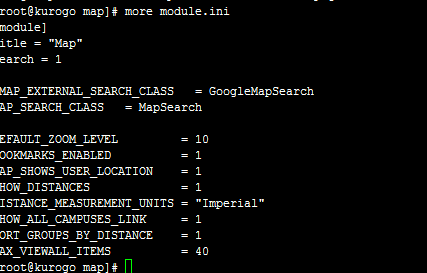 root@kurogo map]# more module.ini
module]
itle = "Map"
earch = 1
MAP_EXTERNAL_SEARCH_CLASS = GoogleMapSearch
AP_SEARCH_CLASS = MapSearch
EFAULT_ZOOM_LEVEL = 10
OOKMARKS_ENABLED = 1
AP_SHOWS_USER_LOCATION = 1
HOW_DISTANCES = 1
ISTANCE_MEASUREMENT_UNITS = "Imperial"
HOW_ALL_CAMPUSES_LINK = 1
ORT_GROUPS_BY_DISTANCE = 1
AX_VIEWALL_ITEMS = 40
root@kurogo map]#